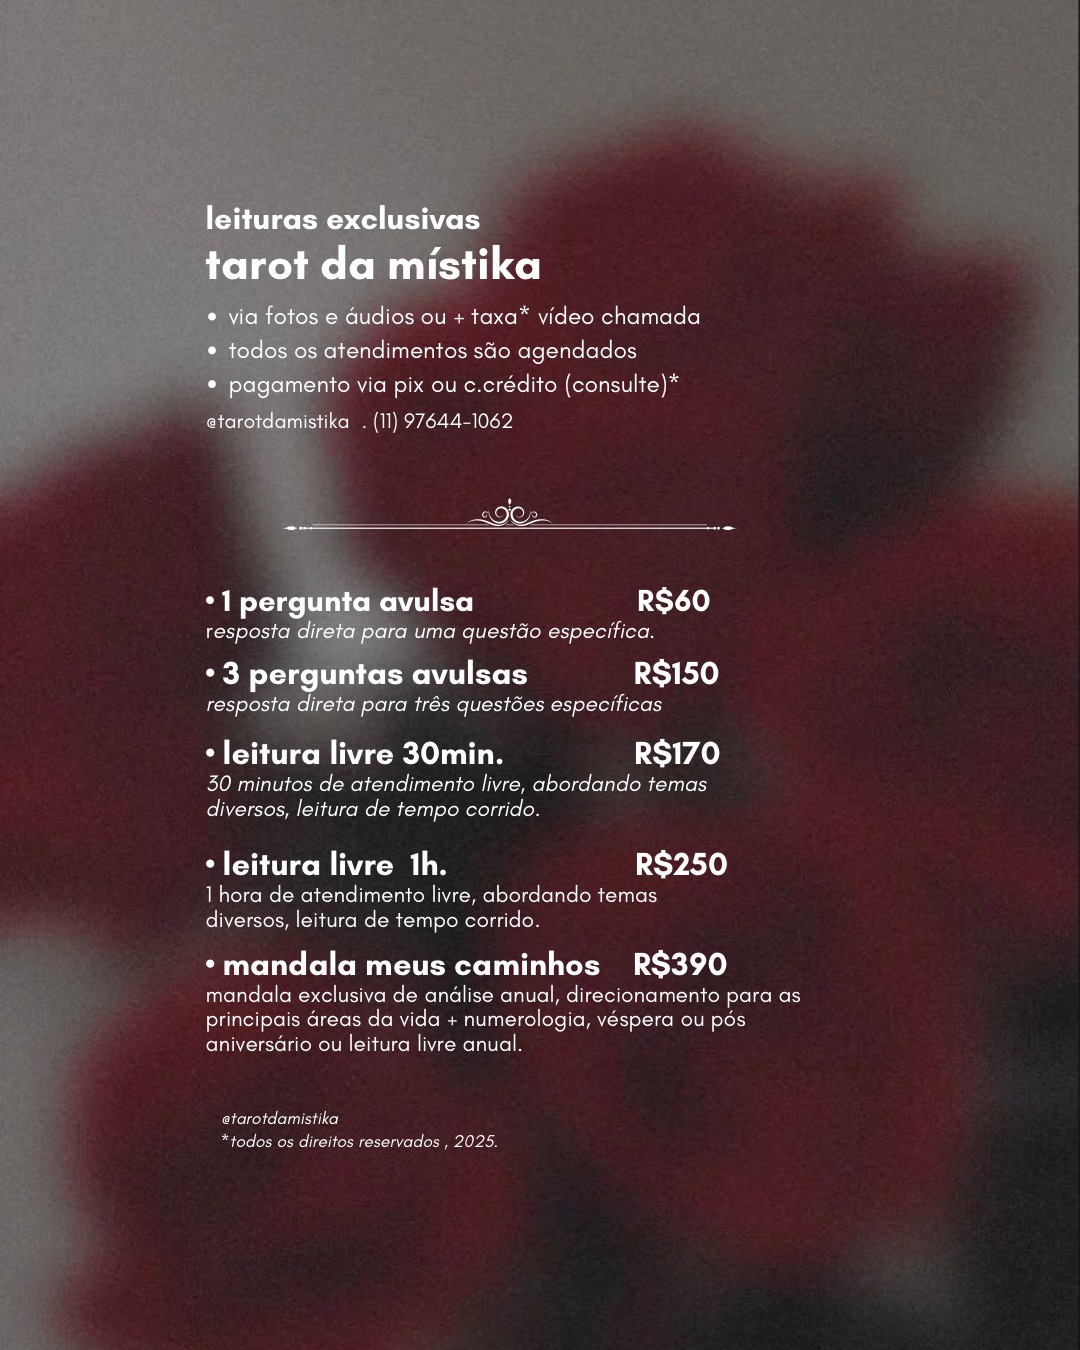 leituras exclusivas
tarot da místika
• via fotos e áudios ou + taxa* vídeo chamada
• todos os atendimentos são agendados
• pagamento via pix ou c.crédito (consulte)*
@tarotdamistika . (11) 97644-1062
• 1 pergunta avulsa R$60
resposta direta para uma questão específica.
• 3 perguntas avulsas R$150
resposta direta para três questões específicas
• leitura livre 30min. R$170
30 minutos de atendimento livre, abordando temas
diversos, leitura de tempo corrido.
• leitura livre 1h. R$250
1 hora de atendimento livre, abordando temas
diversos, leitura de tempo corrido.
• mandala meus caminhos R$390
mandala exclusiva de análise anual, direcionamento para as
principais áreas da vida + numerologia, véspera ou pós
aniversário ou leitura livre anual.
@tarotdamistika
*todos os direitos reservados , 2025.